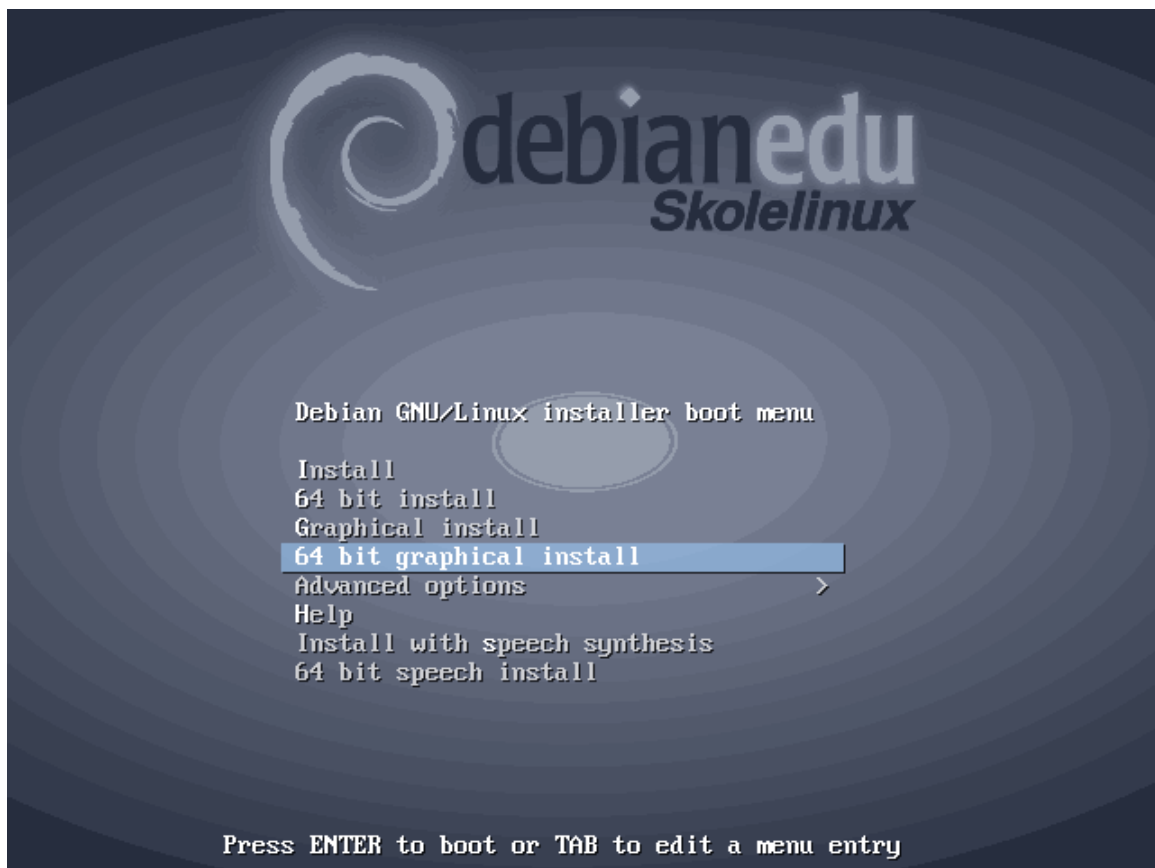 debianedu
Skolelinux
Debian GNU/Linux installer boot menu
Install
64 bit install
Graphical install
64 bit graphical install
Advanced options >
Help
Install with speech synthesis
64 bit speech install
Press ENTER to boot or TAB to edit a menu entry